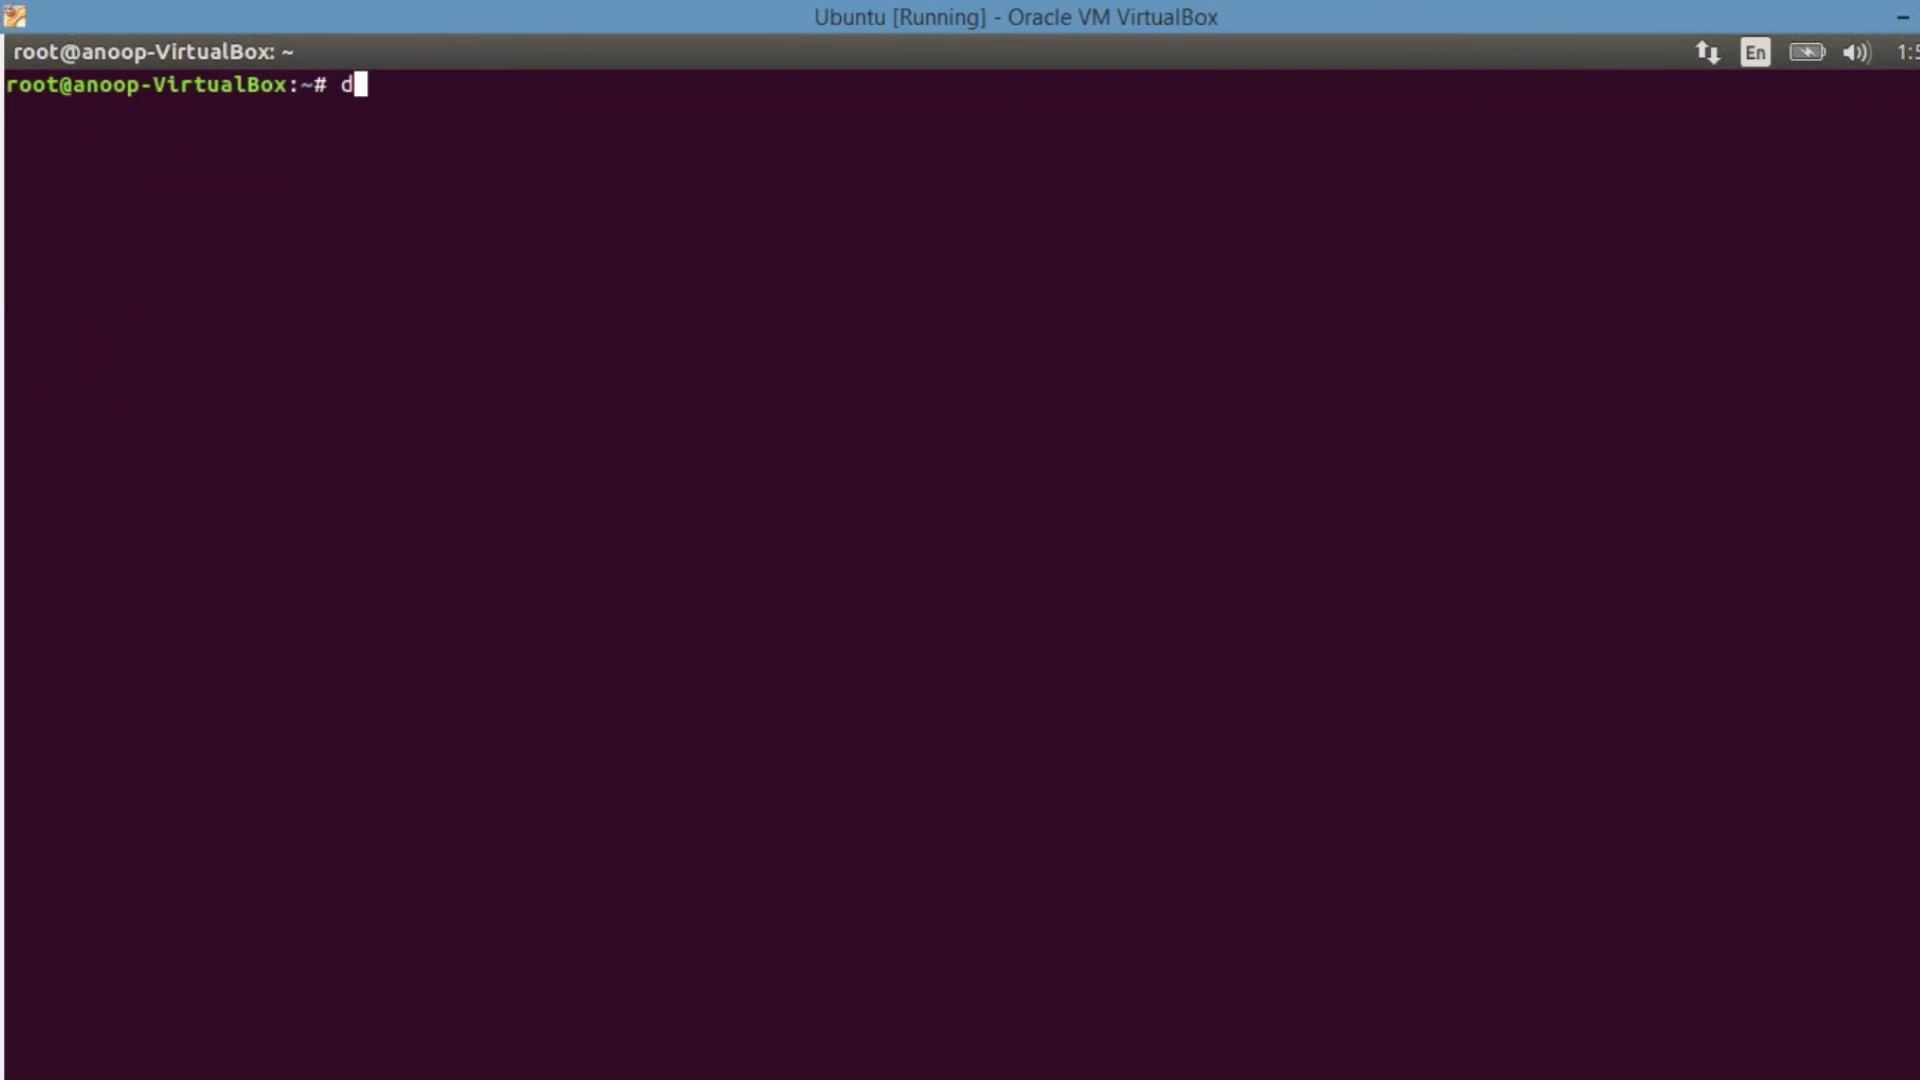 Ubuntu [Running] - Oracle VM VirtualBox
root@anoop-VirtualBox: ~
En
root@anoop-VirtualBox:~# d